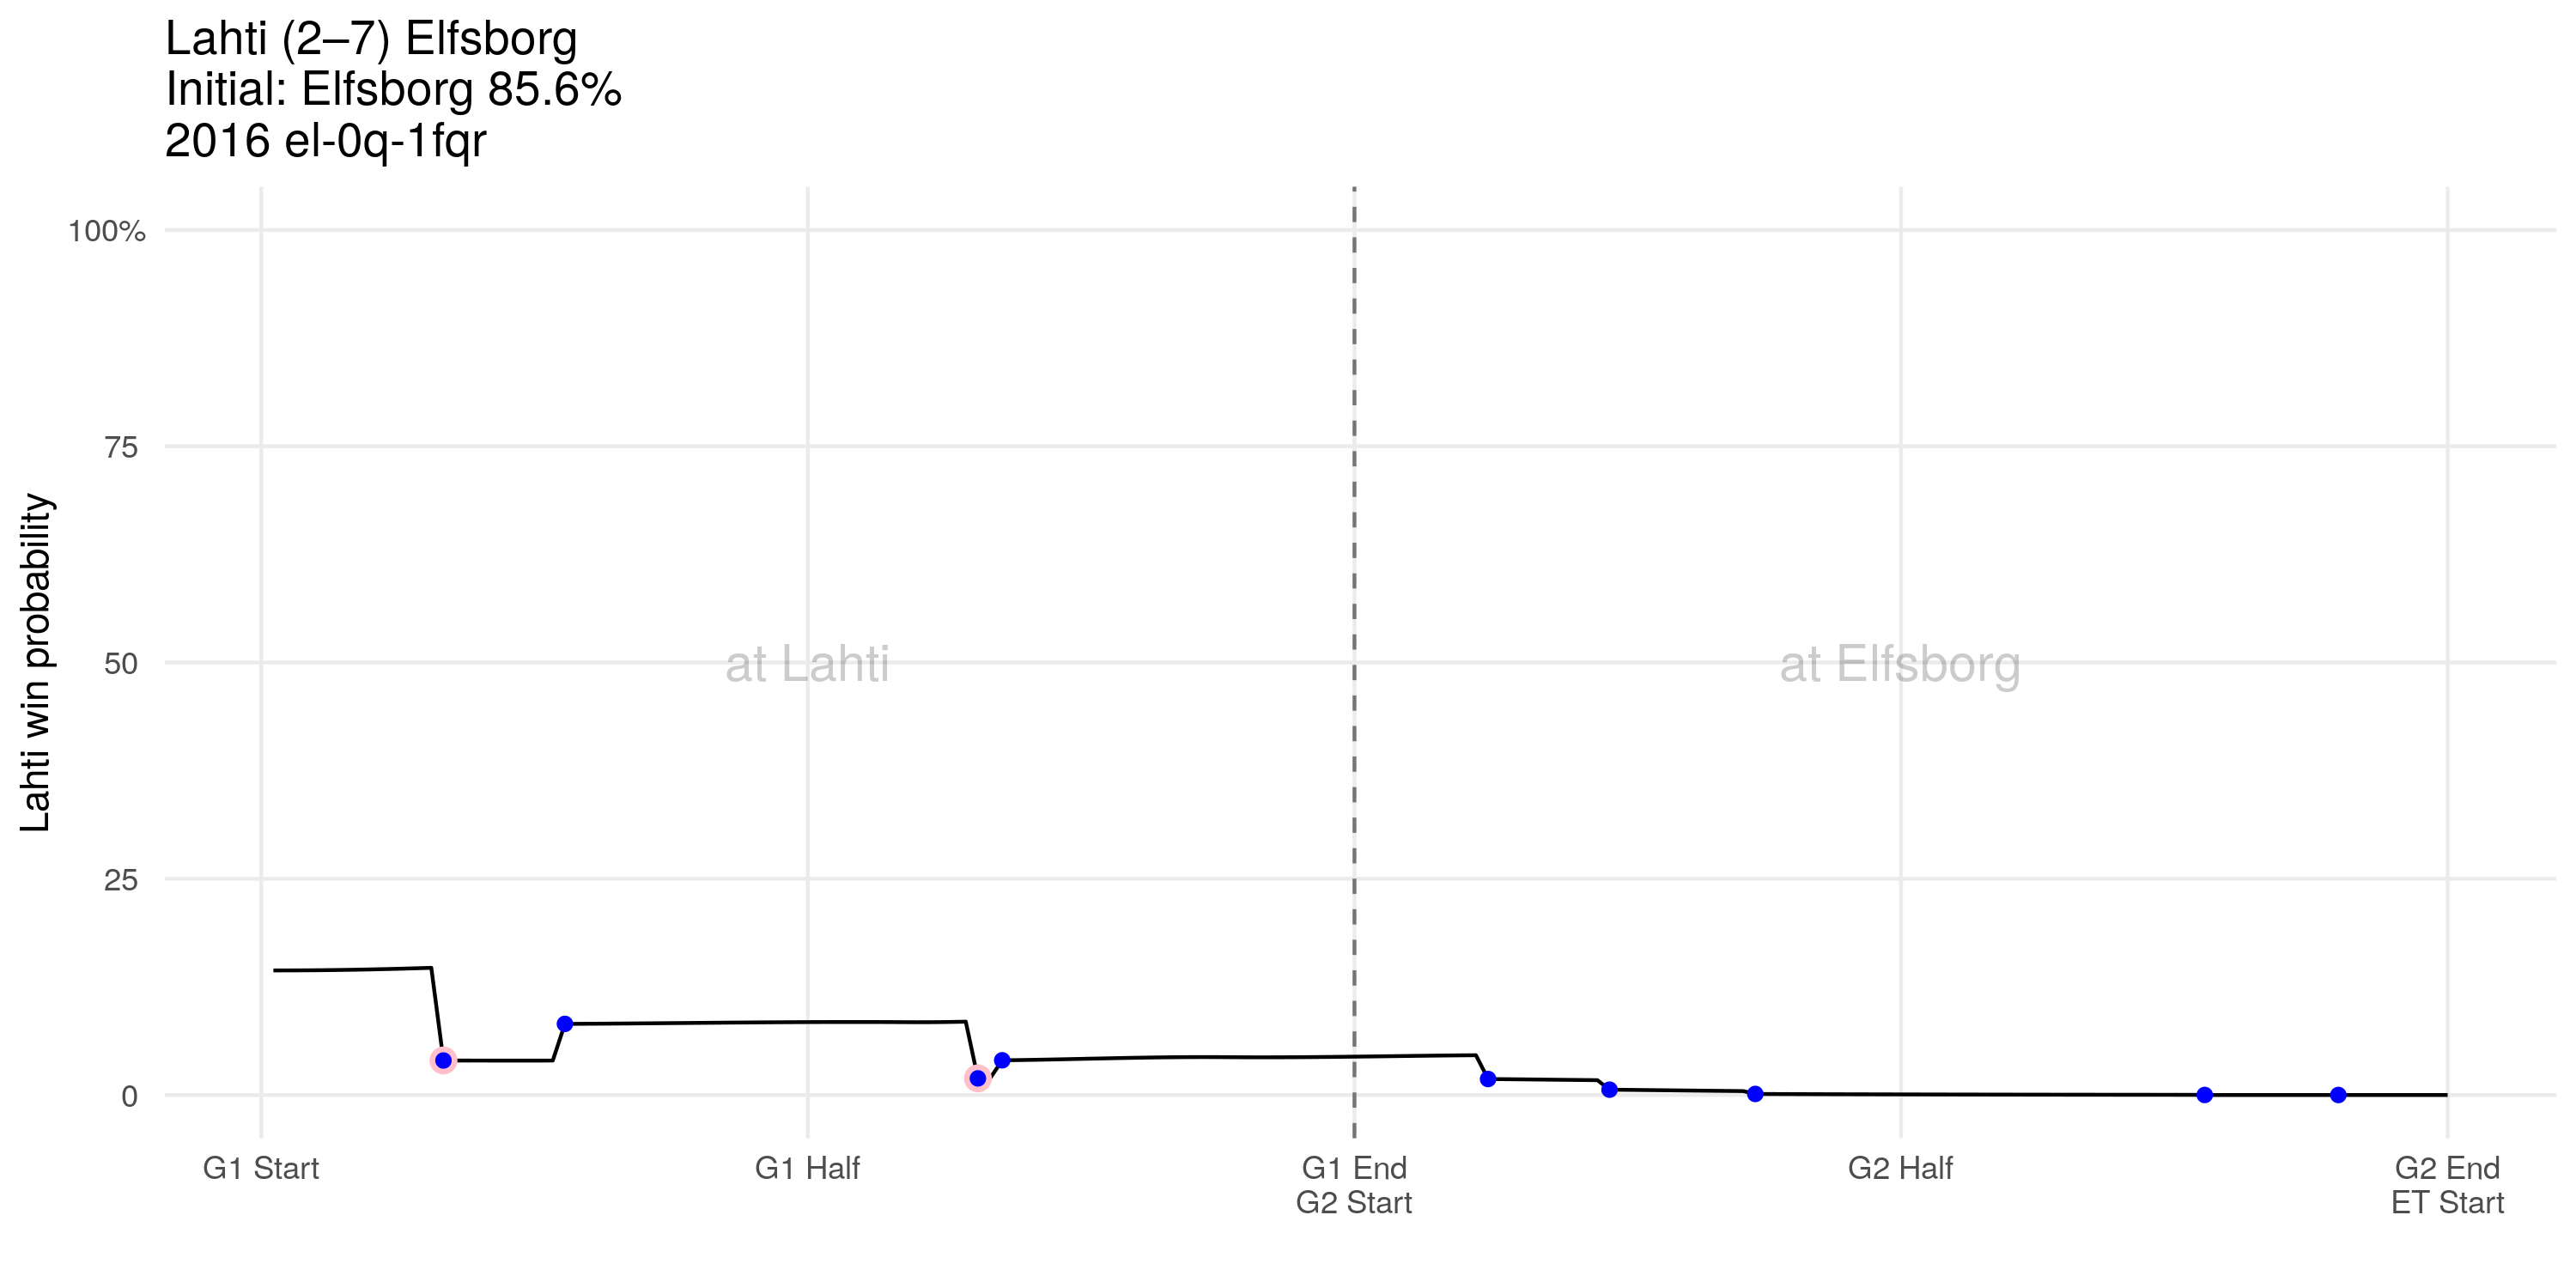 Lahti (2–7) Elfsborg
Initial: Elfsborg 85.6%
2016 el-0q-1fqr
Lahti win probability
100%
75
50
25
0
at Lahti
at Elfsborg
G1 Start
G1 Half
G1 End
G2 Start
G2 Half
G2 End
ET Start